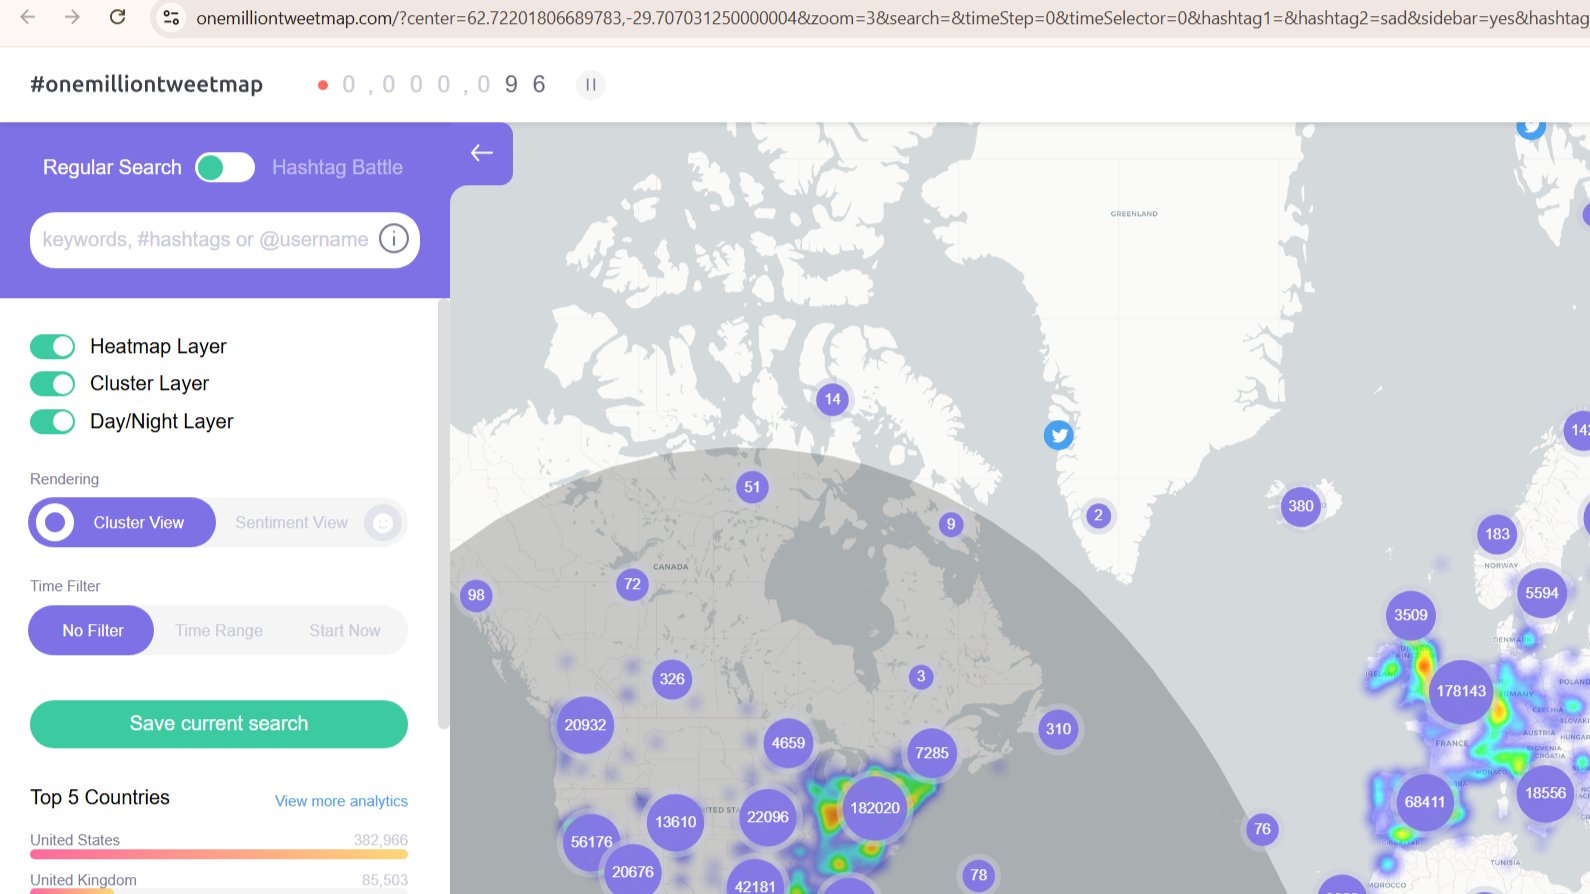 onemilliontweetmap.com/?center=62.72201806689783,-29.707031250000004&zoom=3&search=&timeStep=0&timeSelector=0&hashtag1=&hashtag2=sad&sidebar=yes&hashtag
#onemilliontweetmap
0,000,096
Regular Search Hashtag Battle
keywords, #hashtags or @username
Heatmap Layer
Cluster Layer
Day/Night Layer
Rendering
Cluster View Sentiment View
Time Filter
No Filter Time Range Start Now
Save current search
Top 5 Countries View more analytics
United States 382,966
United Kingdom 85,503
GREENLAND
14
51
9
2
380
183
NORWAY
CANADA
72
98
5594
3509
DENMARK
UNITED
IRELAND
POLAND
326
3
178143
GERMANY
CZECHIA
20932
4659
7285
310
FRANCE
AUSTRIA
SLOVENIA
CROATIA
MONACO
13610
22096
182020
68411
18556
56176
76
20676
42181
78
TUNISIA
MOROCCO